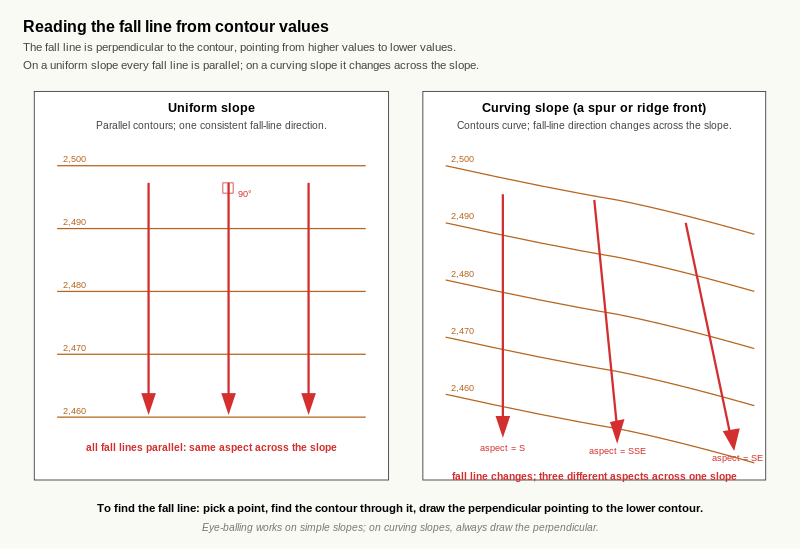 Reading the fall line from contour values
The fall line is perpendicular to the contour, pointing from higher values to lower values.
On a uniform slope every fall line is parallel; on a curving slope it changes across the slope.
Uniform slope
Parallel contours; one consistent fall-line direction.
2,500
90°
2,490
2,480
2,470
2,460
all fall lines parallel: same aspect across the slope
Curving slope (a spur or ridge front)
Contours curve; fall-line direction changes across the slope.
2,500
2,490
2,480
2,470
2,460
aspect = S
aspect = SSE
aspect = SE
fall line changes; three different aspects across one slope
To find the fall line: pick a point, find the contour through it, draw the perpendicular pointing to the lower contour.
Eye-balling works on simple slopes; on curving slopes, always draw the perpendicular.